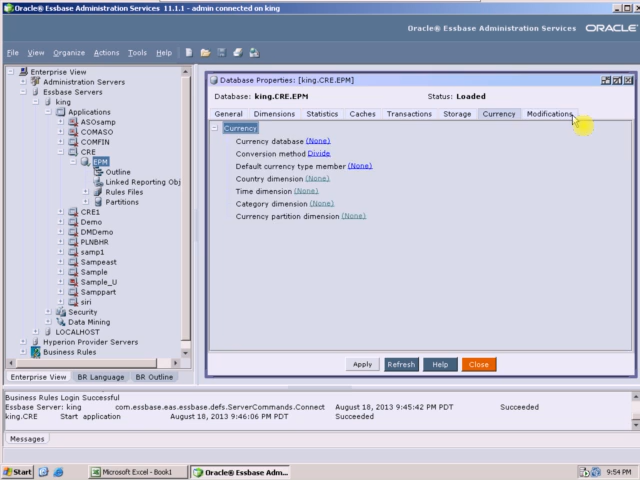 Oracle® Essbase Administration Services 11.1.1 - admin connected on king
Oracle® Essbase Administration Services ORACLE
File View Organize Actions Tools Help
Enterprise View
Administration Servers
Essbase Servers
king
Applications
ASOsamp
COMASO
COMFIN
CRE
EPM
Outline
Linked Reporting Obj
Rules Files
Partitions
CRE1
Demo
DMDemo
PLNBHR
samp1
Sampeast
Sample
Sample_U
Samppart
siri
Security
Data Mining
LOCALHOST
Hyperion Provider Servers
Business Rules
Enterprise View BR Language BR Outline
Database Properties: [king.CRE.EPM]
Database: king.CRE.EPM Status: Loaded
General Dimensions Statistics Caches Transactions Storage Currency Modifications
Currency
Currency database (None)
Conversion method Divide
Default currency type member (None)
Country dimension (None)
Time dimension (None)
Category dimension (None)
Currency partition dimension (None)
Apply Refresh Help Close
Business Rules Login Successful
Essbase Server: king com.essbase.eas.essbase.defs.ServerCommands.Connect August 18, 2013 9:45:42 PM PDT Succeeded
king.CRE Start application August 18, 2013 9:46:06 PM PDT Succeeded
Messages
Start Microsoft Excel - Book1 Oracle® Essbase Adm... 9:54 PM